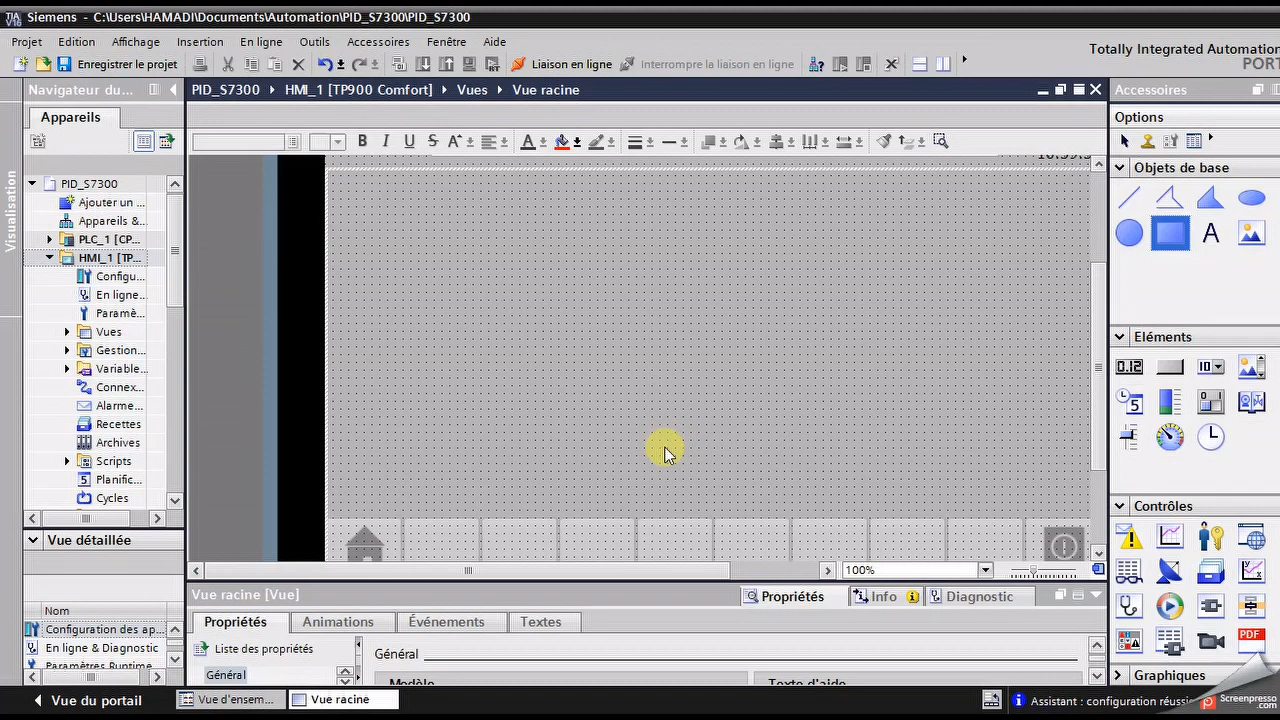 Siemens - C:\Users\HAMADI\Documents\Automation\PID_S7300\PID_S7300
Projet Edition Affichage Insertion En ligne Outils Accessoires Fenêtre Aide
Totally Integrated Automation
PORT
Enregistrer le projet
Liaison en ligne
Interrompre la liaison en ligne
Navigateur du...
PID_S7300 HMI_1 [TP900 Comfort] Vues Vue racine
Accessoires
Appareils
Options
Visualisation
Objets de base
PID_S7300
Ajouter un ...
Appareils &...
PLC_1 [CP...
HMI_1 [TP...
Configu...
En ligne...
Paramè...
Vues
Gestion...
Variable...
Connex...
Alarme...
Recettes
Archives
Scripts
Planific...
Cycles
Eléments
Contrôles
PDF
Graphiques
100%
Vue détaillée
Nom
Configuration des ap...
En ligne & Diagnostic
Paramètres Runtime
Vue racine [Vue]
Propriétés Info Diagnostic
Propriétés Animations Événements Textes
Liste des propriétés
Général
Général
Modèle
Texte d'aide
Vue du portail
Vue d'ensem...
Vue racine
Assistant : configuration réussi
Screenpresso
.com